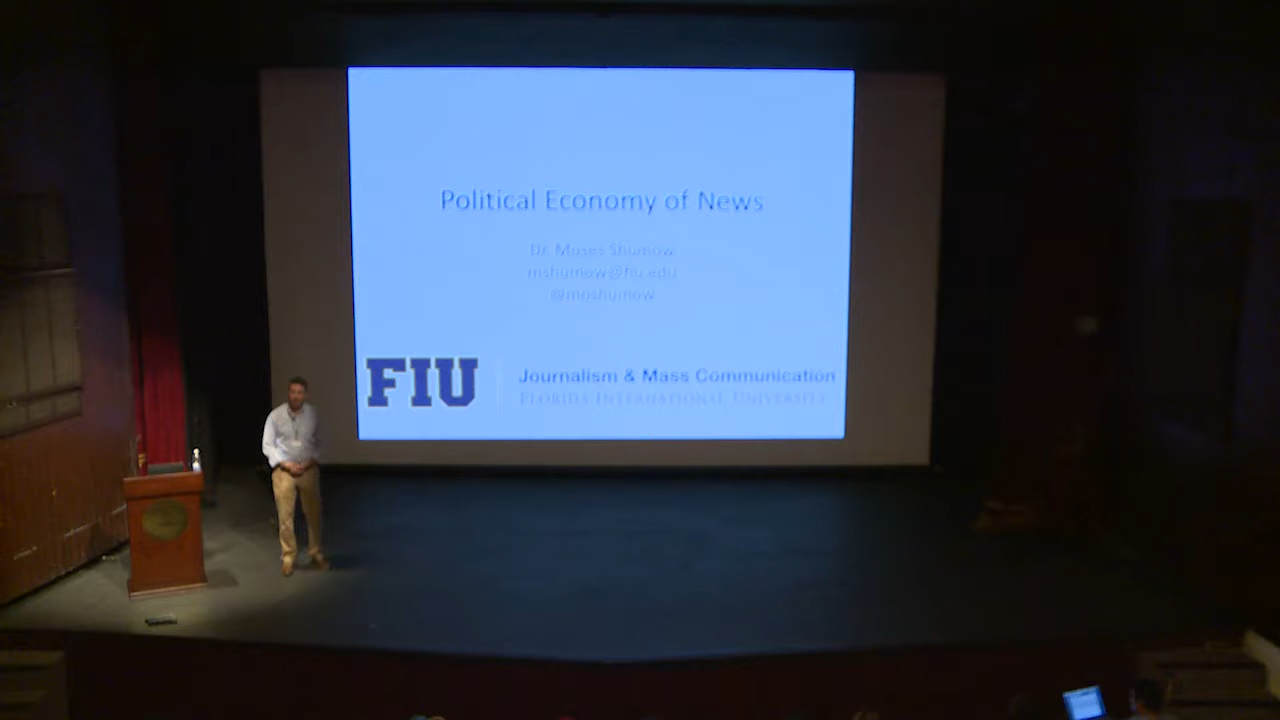 Political Economy of News
Dr. Moses Shumow
mshumow@fiu.edu
@moshumow
FIU
Journalism & Mass Communication
FLORIDA INTERNATIONAL UNIVERSITY